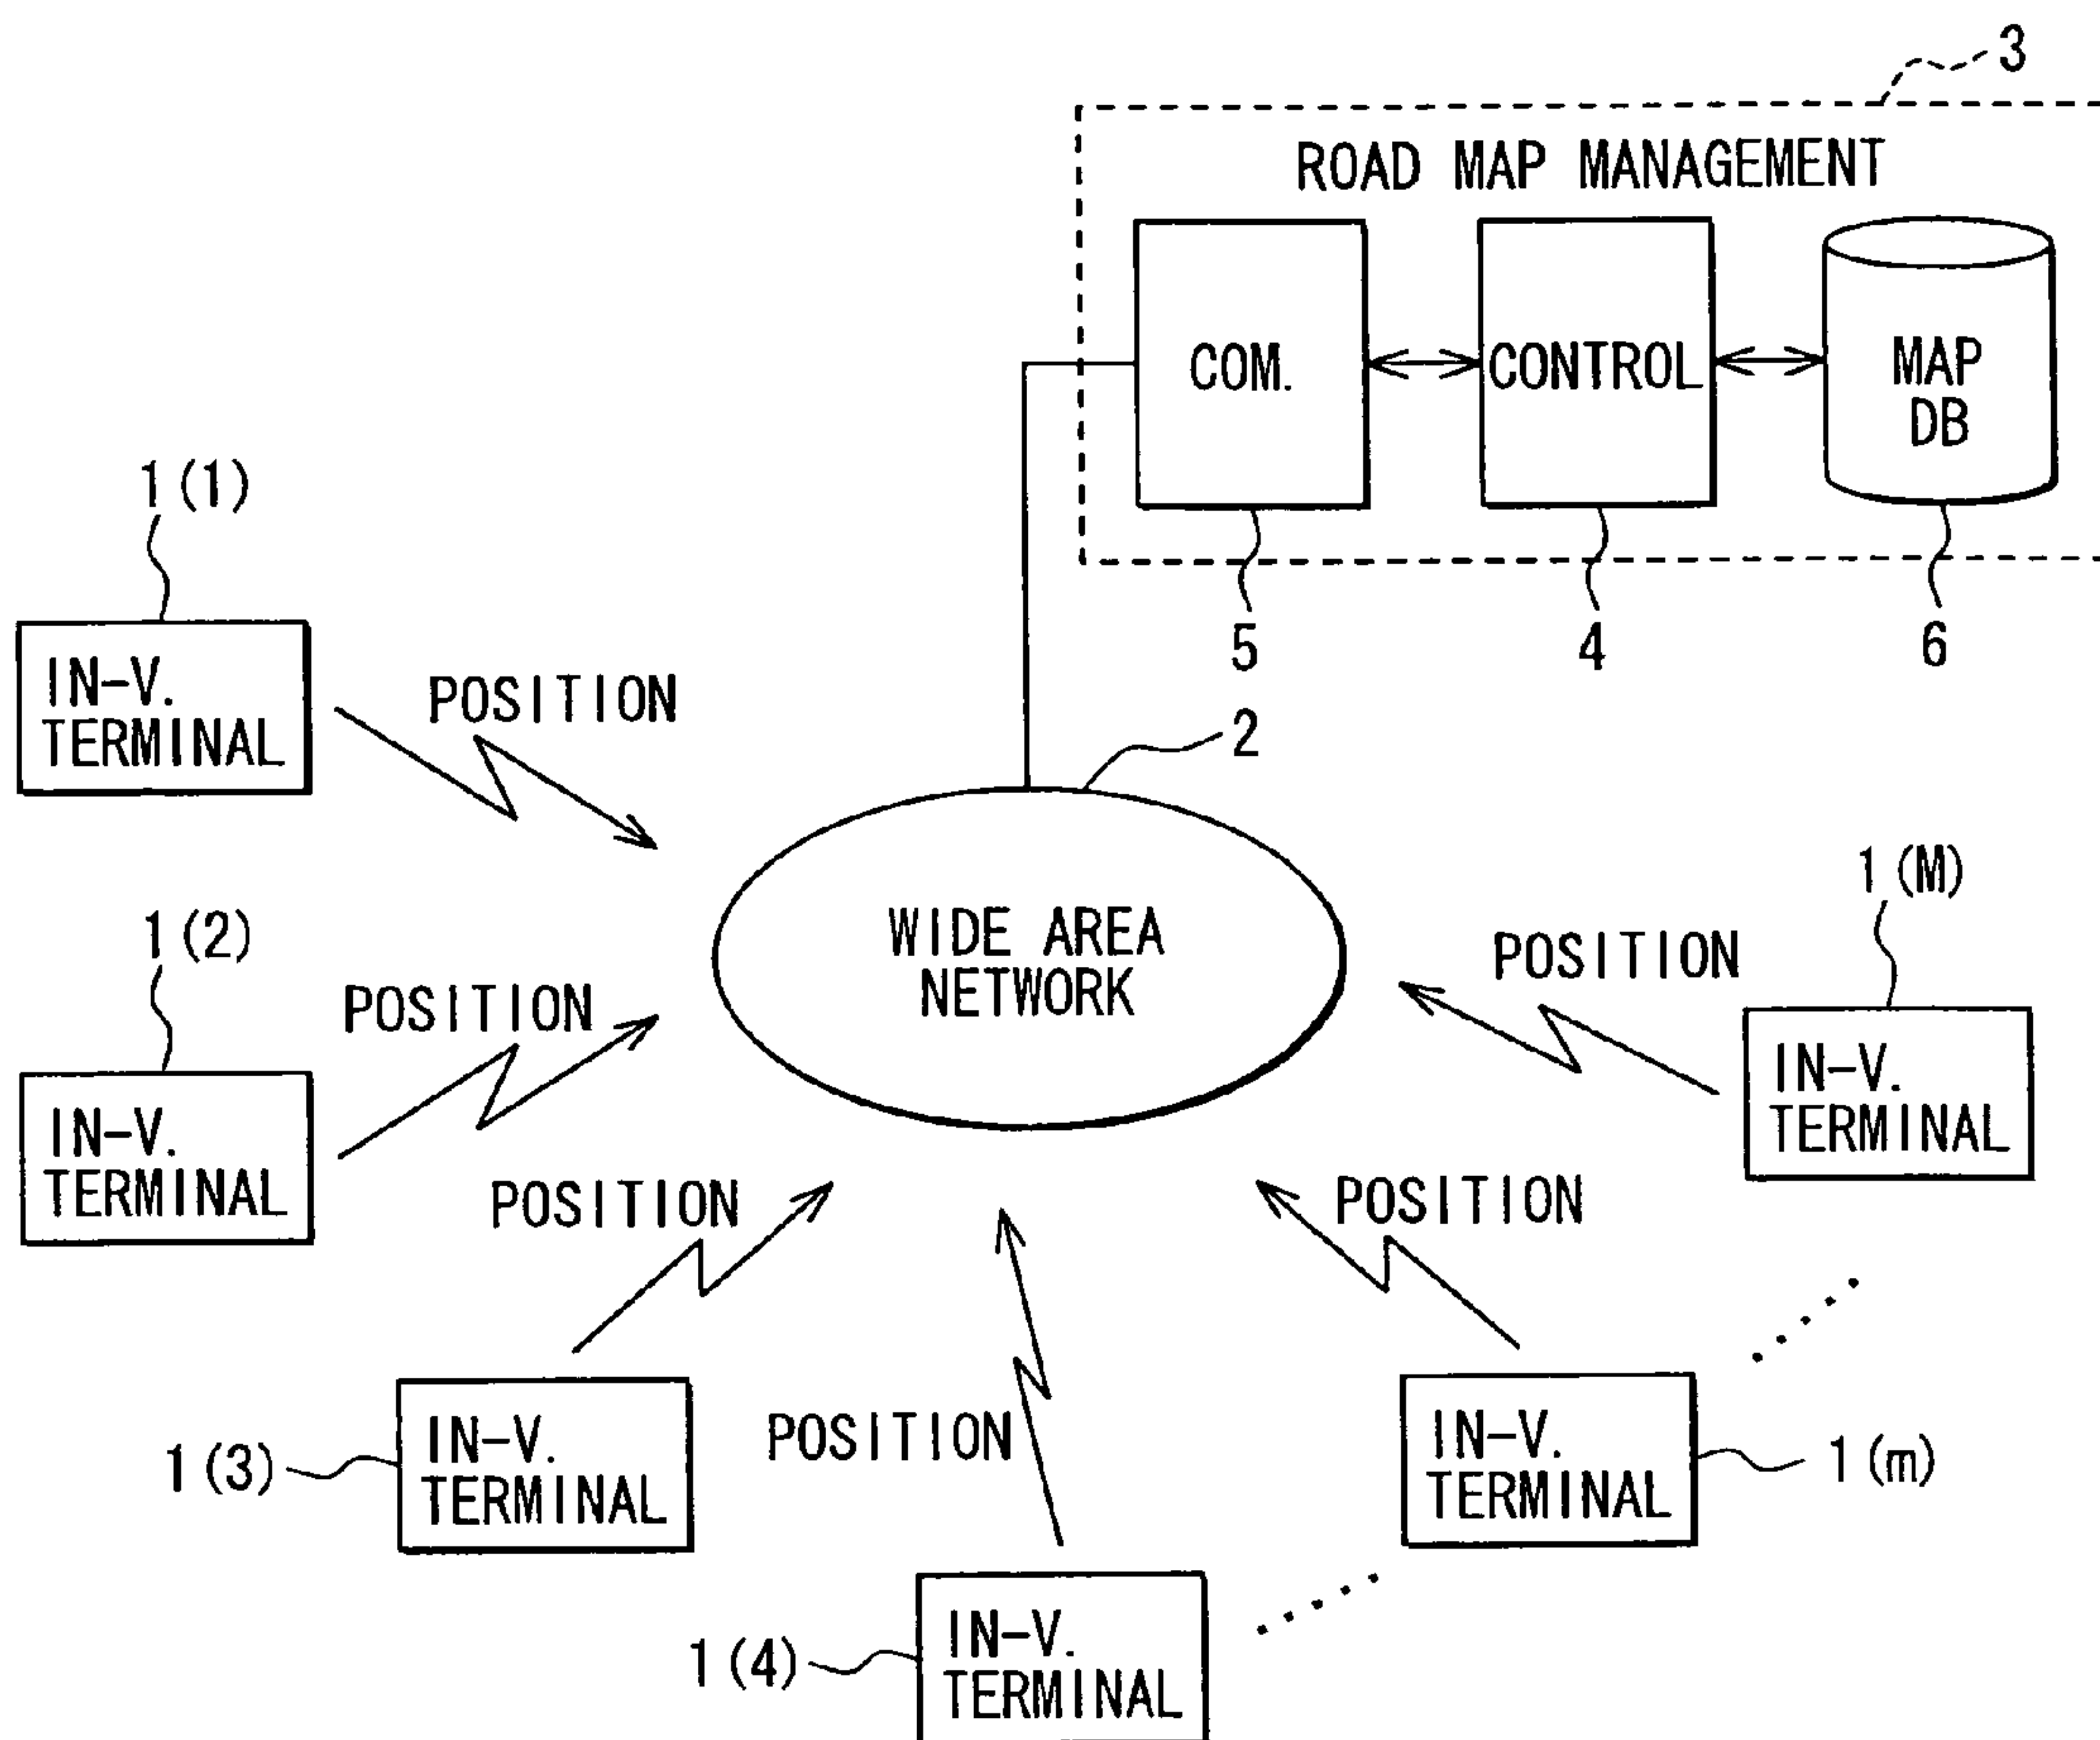 3
ROAD MAP MANAGEMENT
COM.
CONTROL
MAP
DB
5
4
6
1(1)
IN-V.
TERMINAL
POSITION
2
WIDE AREA
NETWORK
1(2)
IN-V.
TERMINAL
POSITION
1(M)
POSITION
IN-V.
TERMINAL
POSITION
1(3)
IN-V.
TERMINAL
POSITION
1(4)
IN-V.
TERMINAL
POSITION
IN-V.
TERMINAL
1(m)